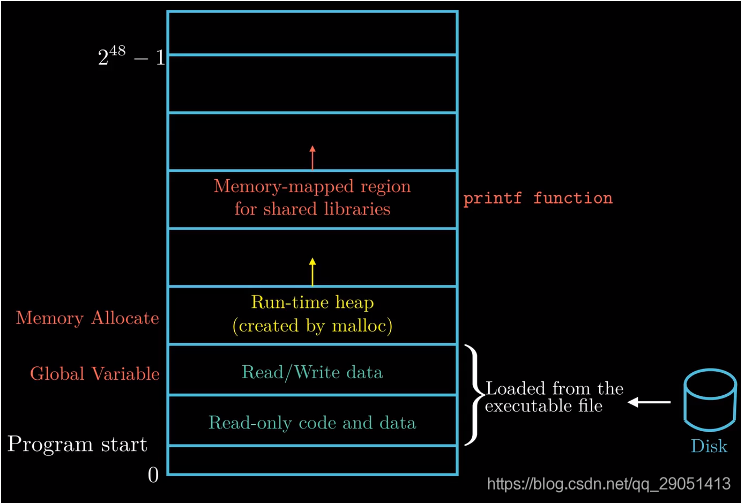 2^48 − 1
Memory-mapped region
for shared libraries
printf function
Run-time heap
(created by malloc)
Memory Allocate
Read/Write data
Global Variable
Loaded from the
executable file
Read-only code and data
Program start
Disk
0
https://blog.csdn.net/qq_29051413